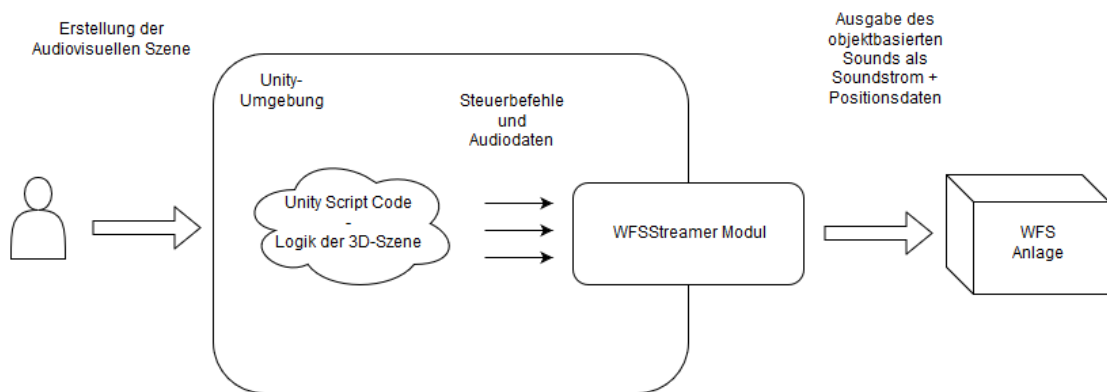 Erstellung der
Audiovisuellen Szene
Unity-
Umgebung
Unity Script Code
-
Logik der 3D-Szene
Steuerbefehle
und
Audiodaten
WFSStreamer Modul
Ausgabe des
objektbasierten
Sounds als
Soundstrom +
Positionsdaten
WFS
Anlage